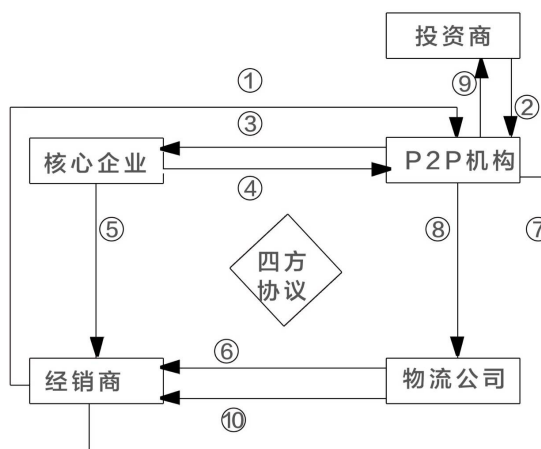 投资商
①
⑨
②
③
核心企业
P2P机构
④
⑤
⑧
⑦
四方
协议
⑥
经销商
物流公司
⑩